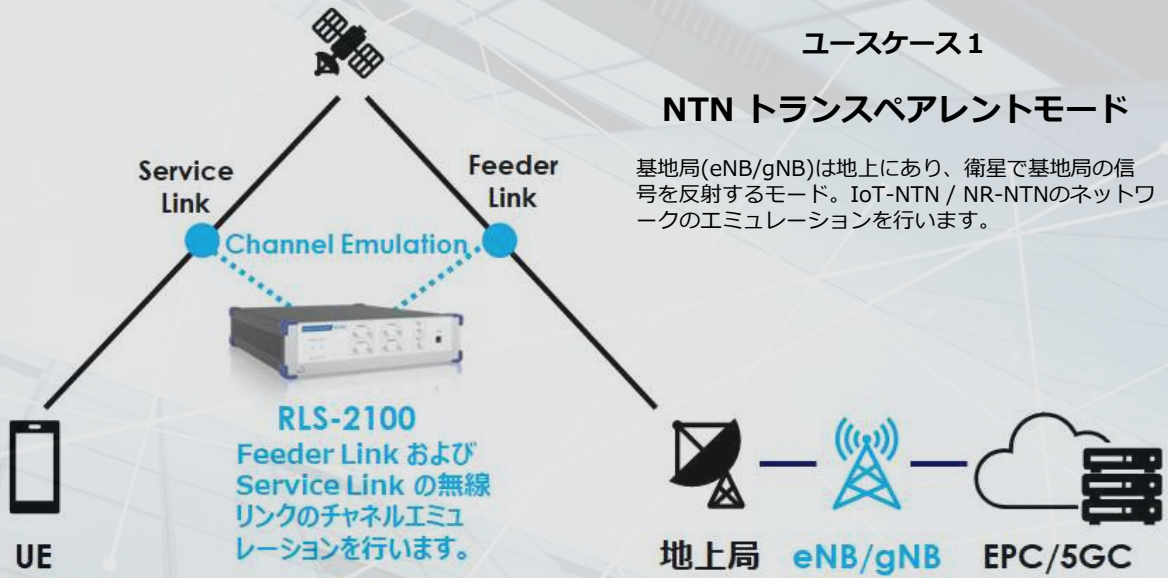 ユースケース1
NTN トランスペアレントモード
基地局(eNB/gNB)は地上にあり、衛星で基地局の信
号を反射するモード。IoT-NTN / NR-NTNのネットワ
ークのエミュレーションを行います。
Service
Link
Feeder
Link
Channel Emulation
RLS-2100
Feeder Link および
Service Link の無線
リンクのチャネルエミュ
レーションを行います。
UE
地上局
eNB/gNB
EPC/5GC